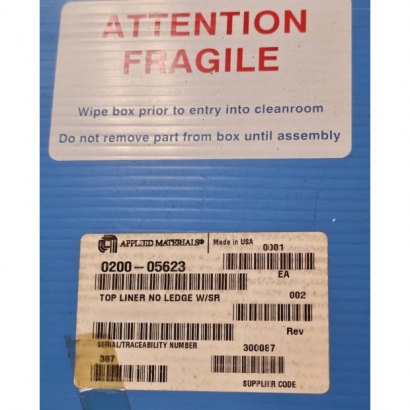 ATTENTION
FRAGILE
Wipe box prior to entry into cleanroom
Do not remove part from box until assembly
APPLIED MATERIALS® Made in USA 0001
0200-05623 EA
TOP LINER NO LEDGE W/SR 002
Rev
SERIAL/TRACEABILITY NUMBER 300087
387
SUPPLIER CODE